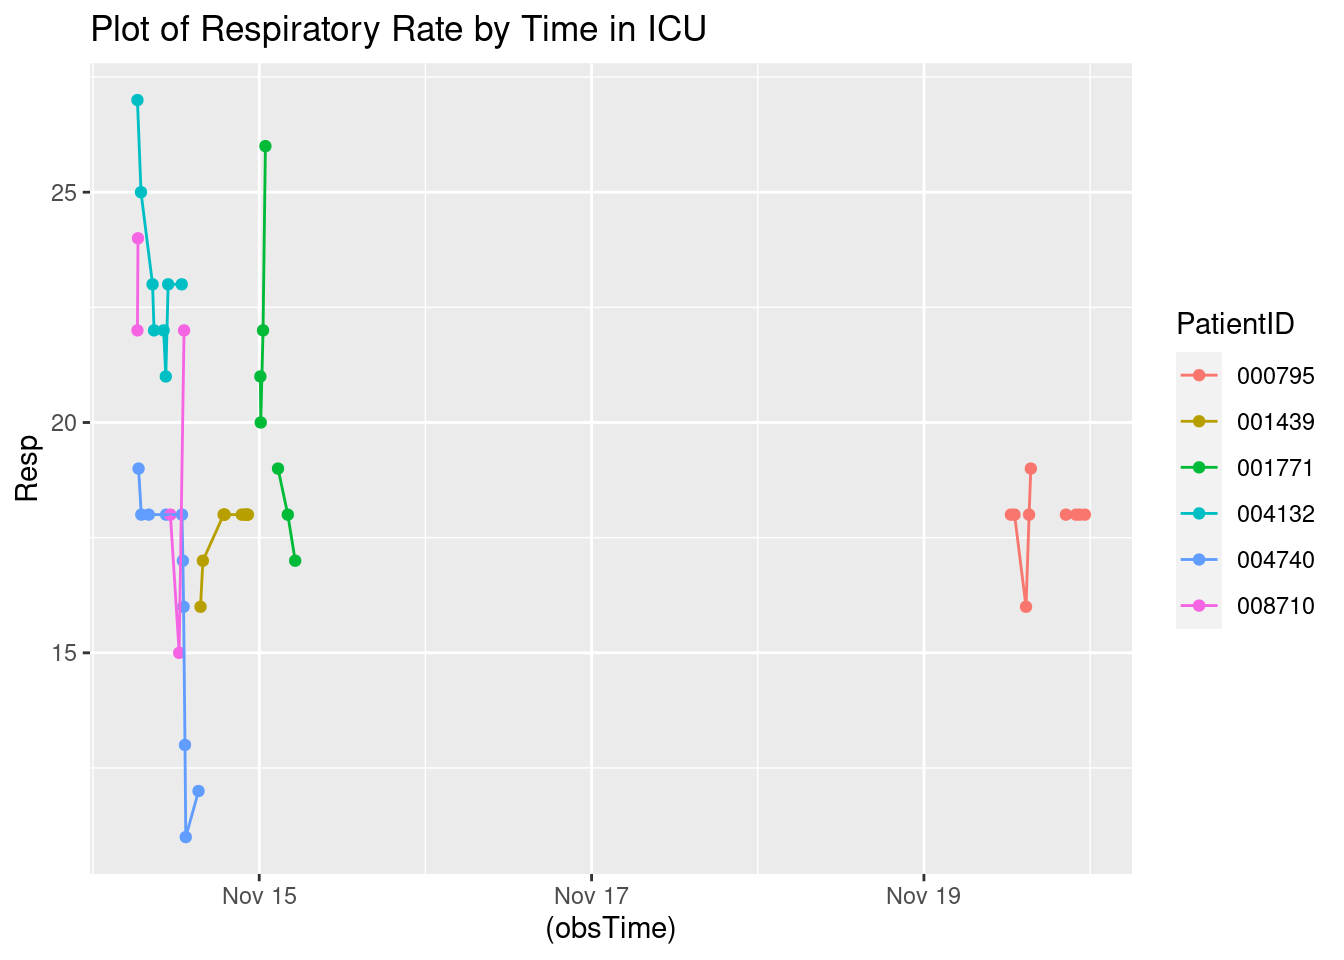 Plot of Respiratory Rate by Time in ICU
25
20
15
Resp
Nov 15
Nov 17
Nov 19
(obsTime)
PatientID
000795
001439
001771
004132
004740
008710